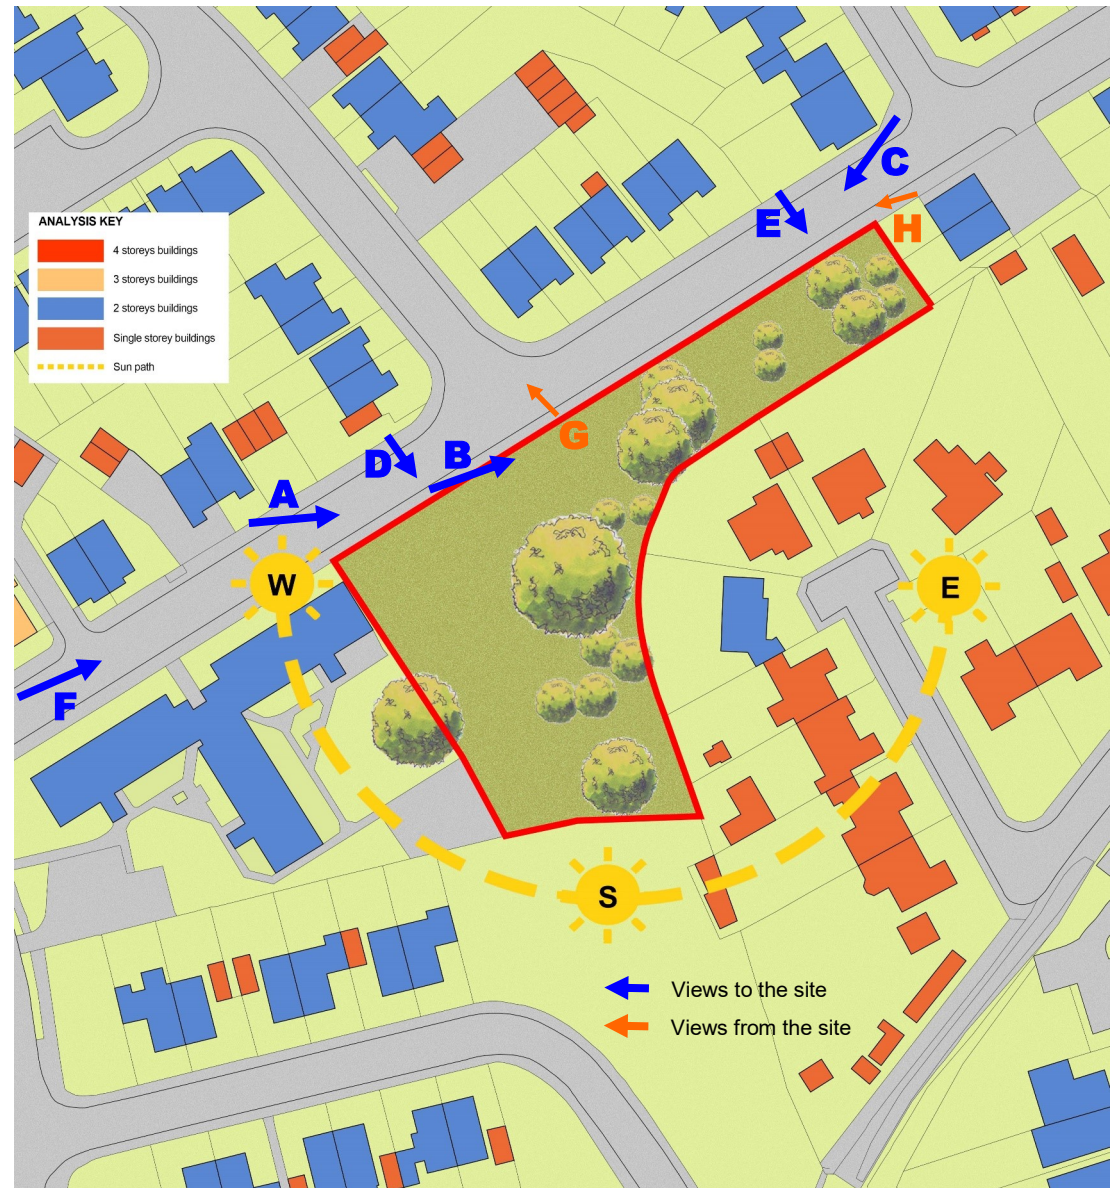 C
E
H
ANALYSIS KEY
4 storeys buildings
3 storeys buildings
2 storeys buildings
Single storey buildings
Sun path
G
D
B
A
W
E
F
S
Views to the site
Views from the site